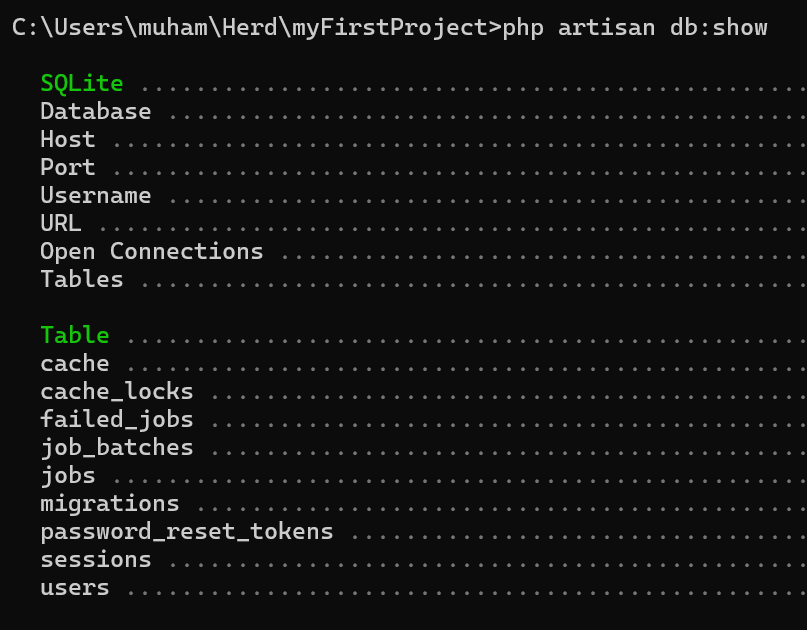 C:\Users\muham\Herd\myFirstProject>php artisan db:show
SQLite ................................................
Database ..............................................
Host ..................................................
Port ..................................................
Username ..............................................
URL ...................................................
Open Connections ......................................
Tables ................................................
Table .................................................
cache .................................................
cache_locks ...........................................
failed_jobs ...........................................
job_batches ...........................................
jobs ..................................................
migrations ............................................
password_reset_tokens .................................
sessions ..............................................
users .................................................